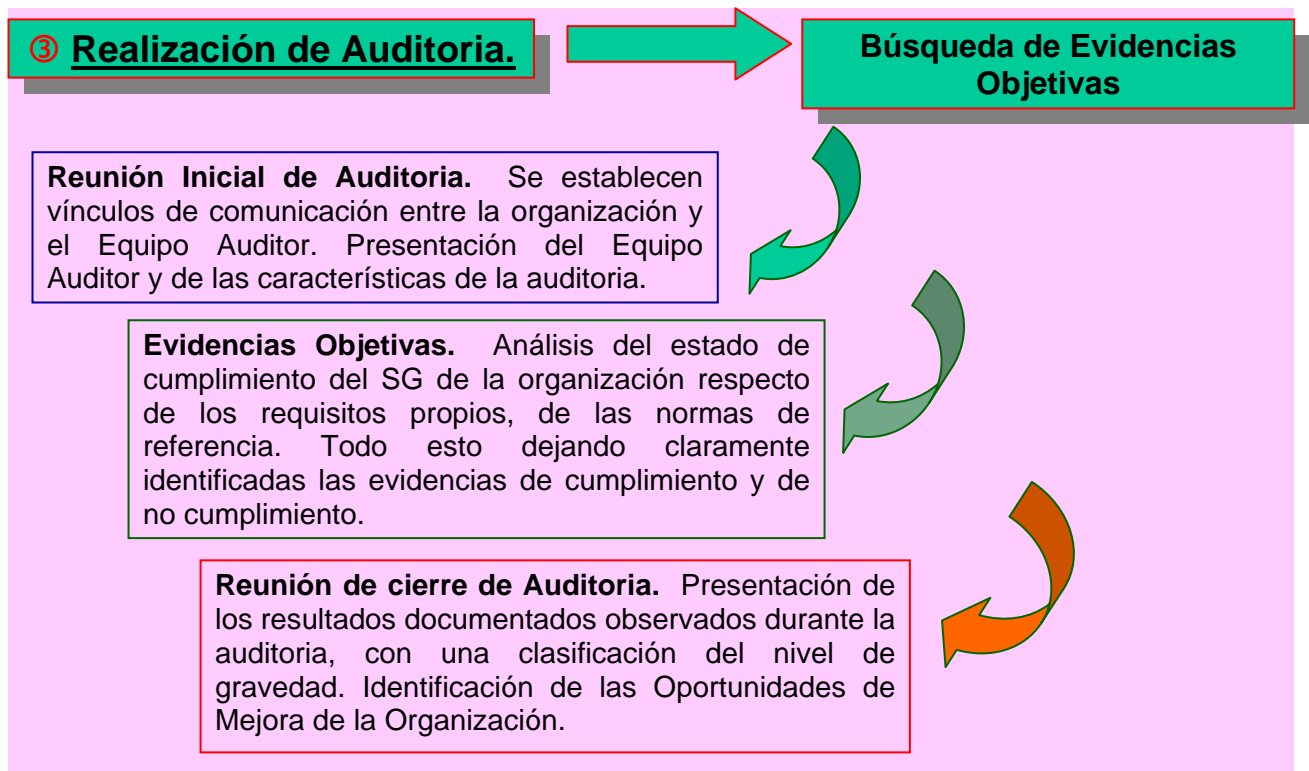 ③ Realización de Auditoria.
Búsqueda de Evidencias
Objetivas
Reunión Inicial de Auditoria. Se establecen
vínculos de comunicación entre la organización y
el Equipo Auditor. Presentación del Equipo
Auditor y de las características de la auditoria.
Evidencias Objetivas. Análisis del estado de
cumplimiento del SG de la organización respecto
de los requisitos propios, de las normas de
referencia. Todo esto dejando claramente
identificadas las evidencias de cumplimiento y de
no cumplimiento.
Reunión de cierre de Auditoria. Presentación de
los resultados documentados observados durante la
auditoria, con una clasificación del nivel de
gravedad. Identificación de las Oportunidades de
Mejora de la Organización.